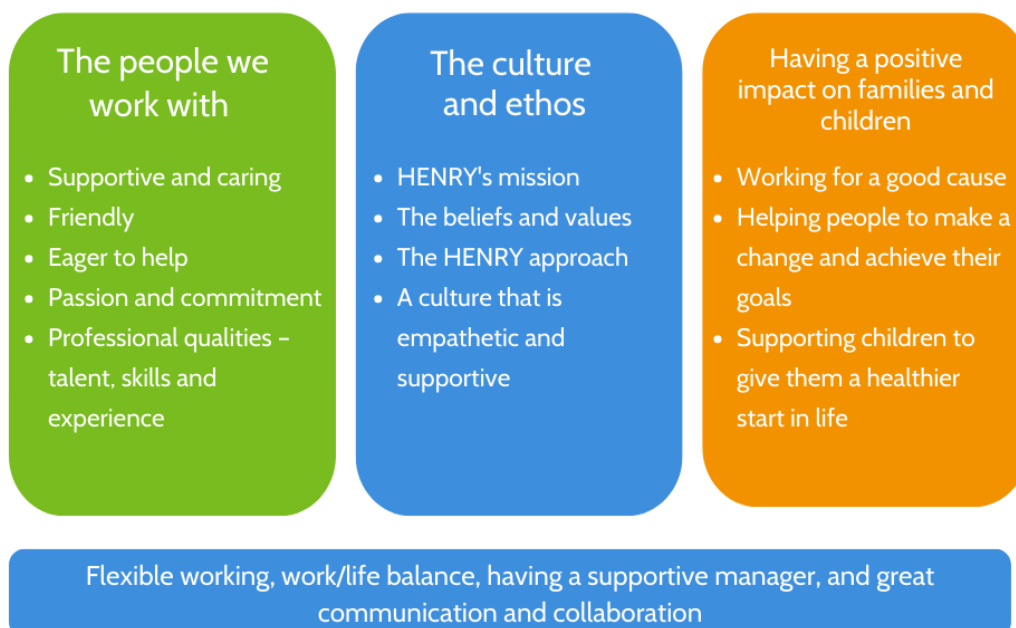 The people we
work with
• Supportive and caring
• Friendly
• Eager to help
• Passion and commitment
• Professional qualities –
talent, skills and
experience
The culture
and ethos
• HENRY's mission
• The beliefs and values
• The HENRY approach
• A culture that is
empathetic and
supportive
Having a positive
impact on families and
children
• Working for a good cause
• Helping people to make a
change and achieve their
goals
• Supporting children to
give them a healthier
start in life
Flexible working, work/life balance, having a supportive manager, and great
communication and collaboration